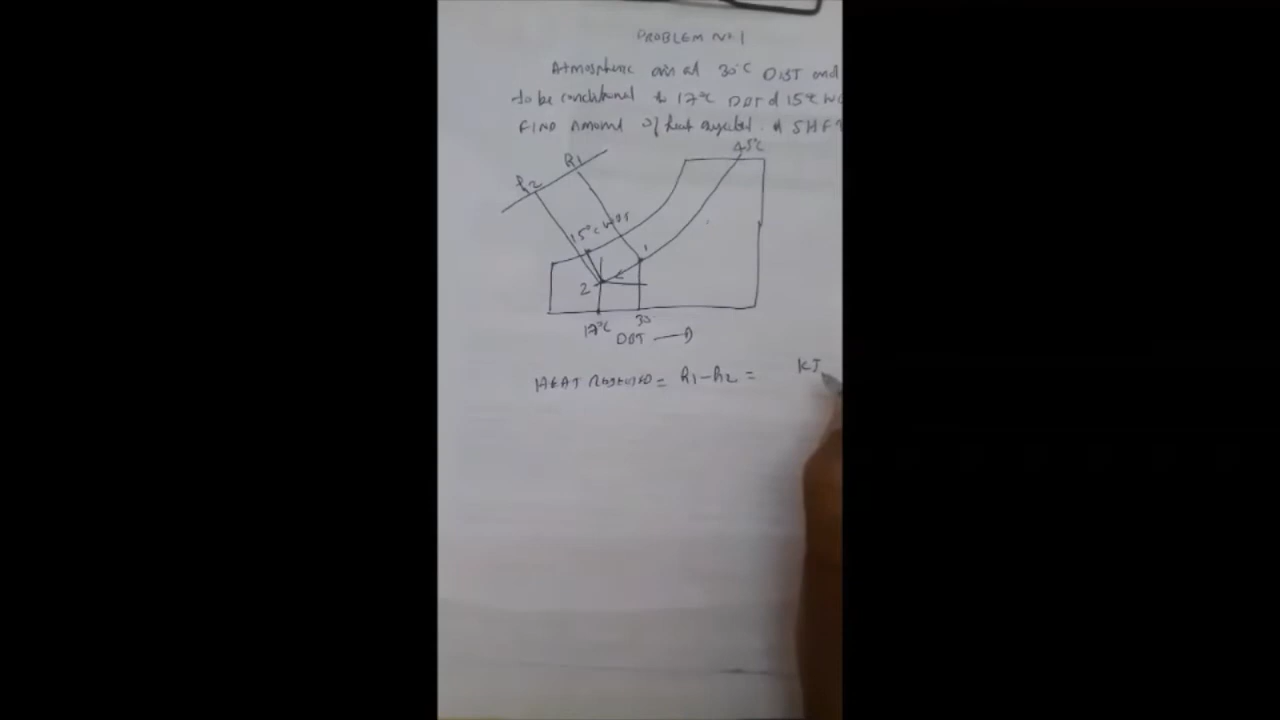 PROBLEM No 1
Atmospheric air at 30°C DBT and
to be conditioned to 17°C DBT & 15°C W
FIND Amount of heat rejected & SHF
45°C
h1
h2
15°C WBT
1
2
17°C
30
DBT
HEAT Rejected = h1-h2 = KJ